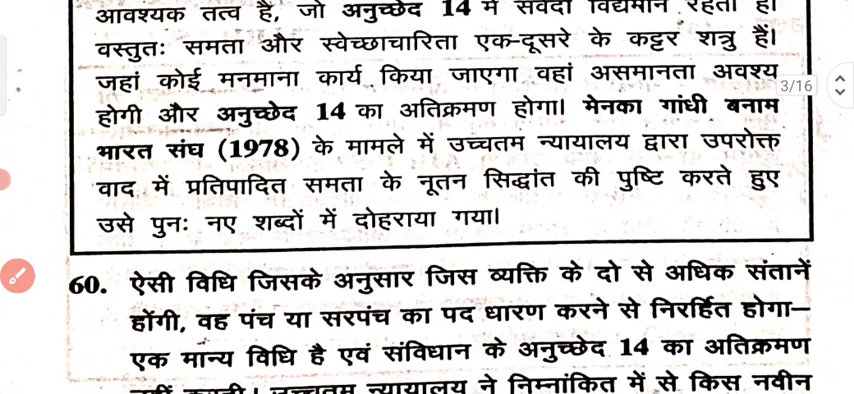 आवश्यक तत्व है, जो अनुच्छेद 14 में सर्वदा विद्यमान रहता है।
वस्तुतः समता और स्वेच्छाचारिता एक-दूसरे के कट्टर शत्रु हैं।
जहां कोई मनमाना कार्य किया जाएगा वहां असमानता अवश्य
3/16
होगी और अनुच्छेद 14 का अतिक्रमण होगा। मेनका गांधी बनाम
भारत संघ (1978) के मामले में उच्चतम न्यायालय द्वारा उपरोक्त
वाद में प्रतिपादित समता के नूतन सिद्धांत की पुष्टि करते हुए
उसे पुनः नए शब्दों में दोहराया गया।
60. ऐसी विधि जिसके अनुसार जिस व्यक्ति के दो से अधिक संतानें
होंगी, वह पंच या सरपंच का पद धारण करने से निरर्हित होगा—
एक मान्य विधि है एवं संविधान के अनुच्छेद 14 का अतिक्रमण
नहीं करती। उच्चतम न्यायालय ने निम्नांकित में से किस नवीन